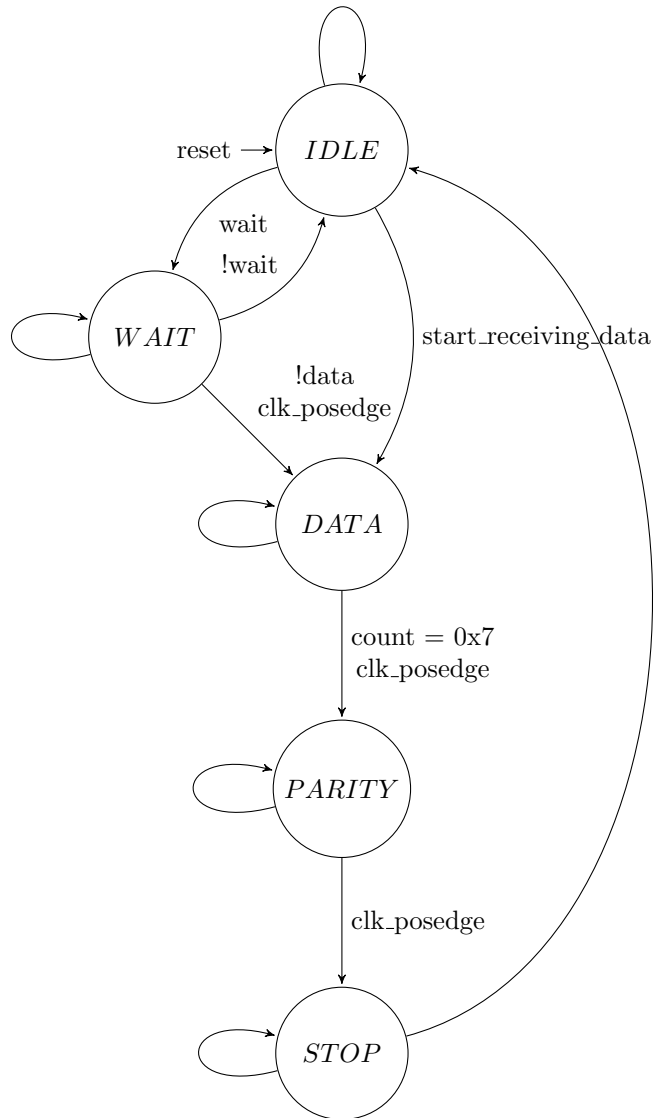 reset
IDLE
wait
!wait
WAIT
start_receiving_data
!data
clk_posedge
DATA
count = 0x7
clk_posedge
PARITY
clk_posedge
STOP